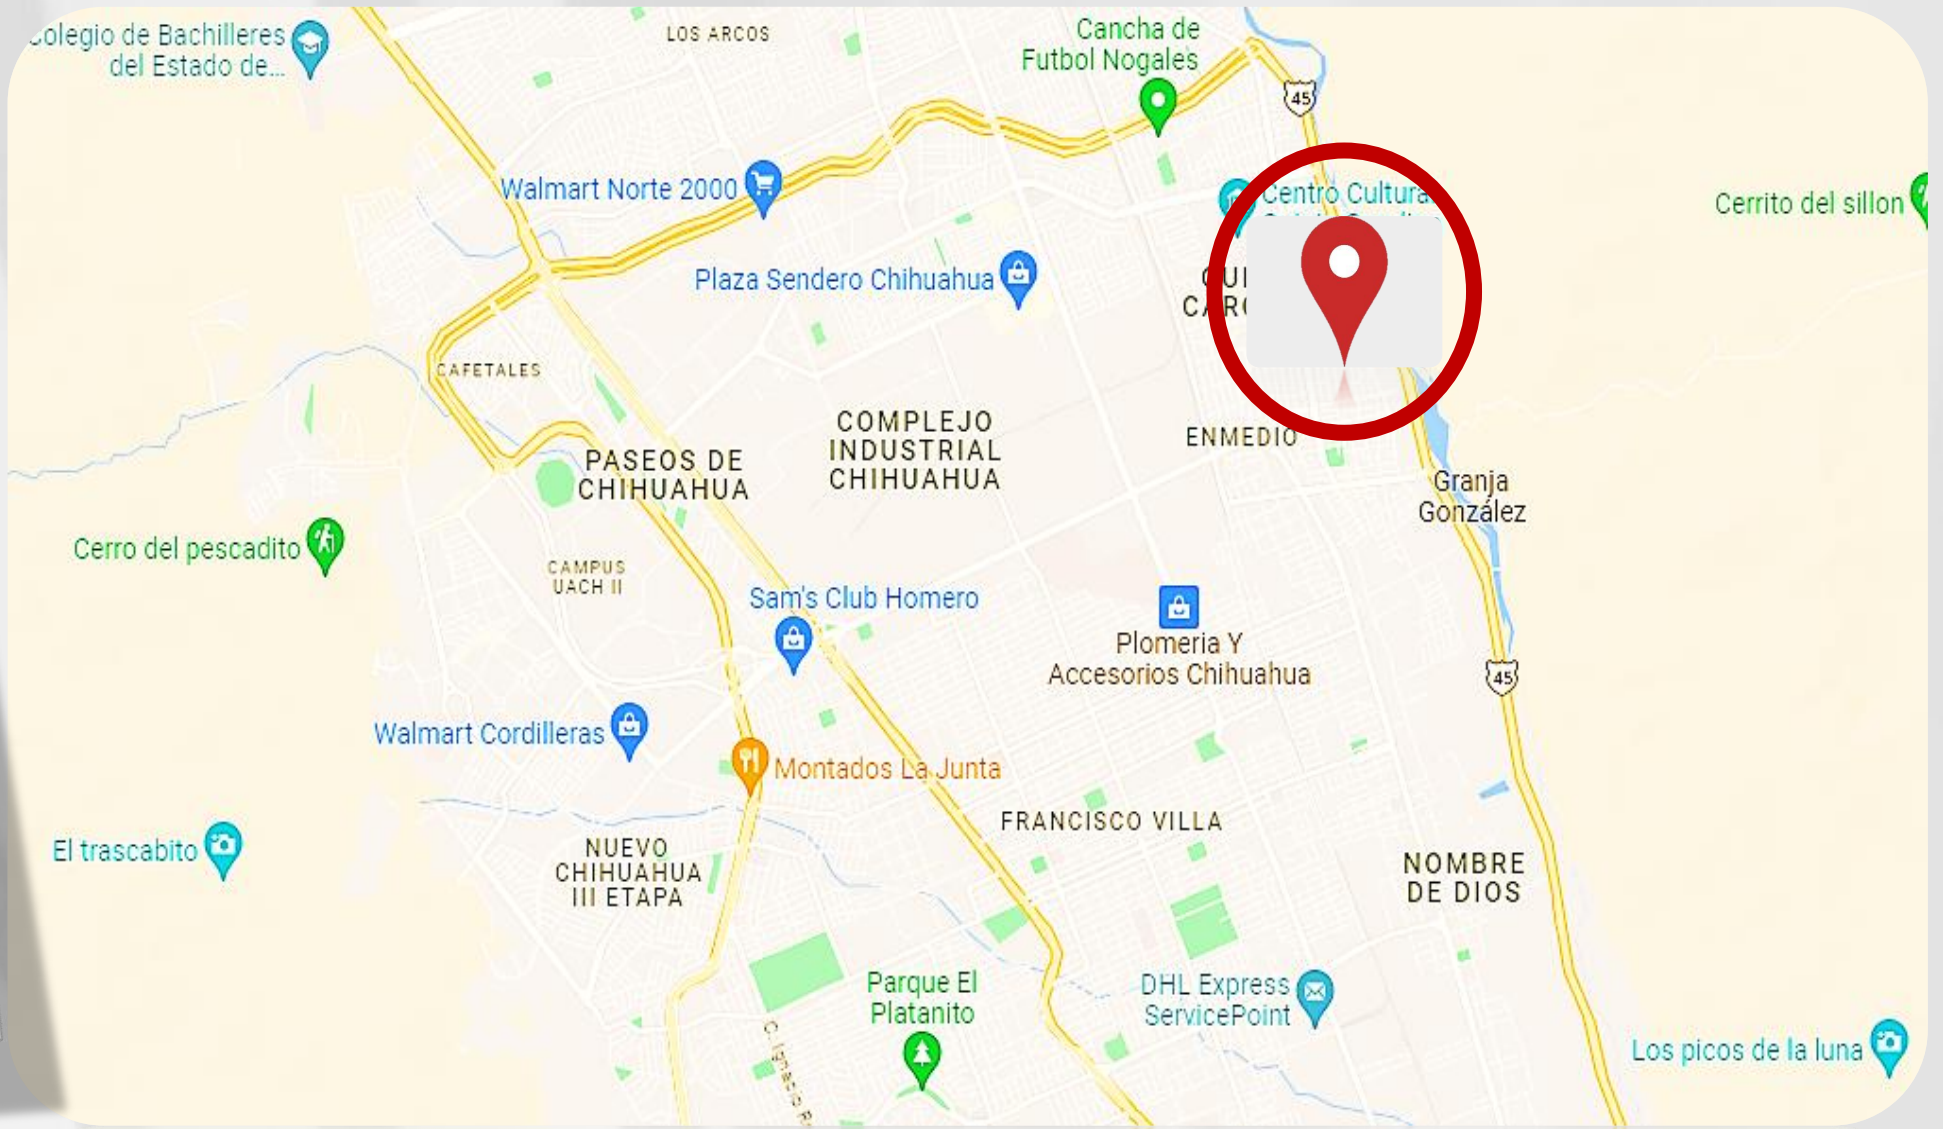 LOS ARCOS
Cancha de
Futbol Nogales
de Bachilleres
del Estado de...
45
Walmart Norte 2000
Centro
Cerrito del sillon
Plaza Sendero Chihuahua
CAFETALES
COMPLEJO
INDUSTRIAL
CHIHUAHUA
ENMEDIO
PASEOS DE
CHIHUAHUA
Granja
González
Cerro del pescadito
CAMPUS
UACH II
Sam's Club Homero
Plomeria Y
Accesorios Chihuahua
45
Walmart Cordilleras
Montados La Junta
FRANCISCO VILLA
El trascabito
NUEVO
CHIHUAHUA
III ETAPA
NOMBRE
DE DIOS
Parque El
Platanito
DHL Express
ServicePoint
C. Ignacio
Los picos de la luna